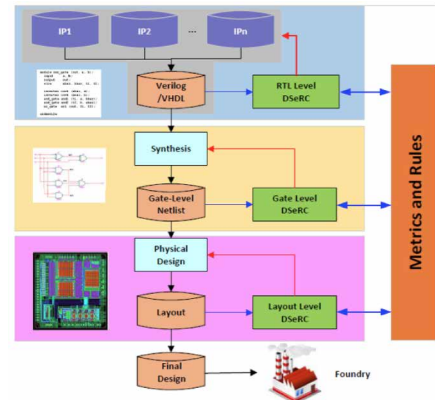 IP1
IP2
...
IPn
Verilog
/VHDL
RTL Level
DSeRC
Synthesis
Gate-Level
Netlist
Gate Level
DSeRC
Physical
Design
Layout
Layout Level
DSeRC
Final
Design
Foundry
Metrics and Rules